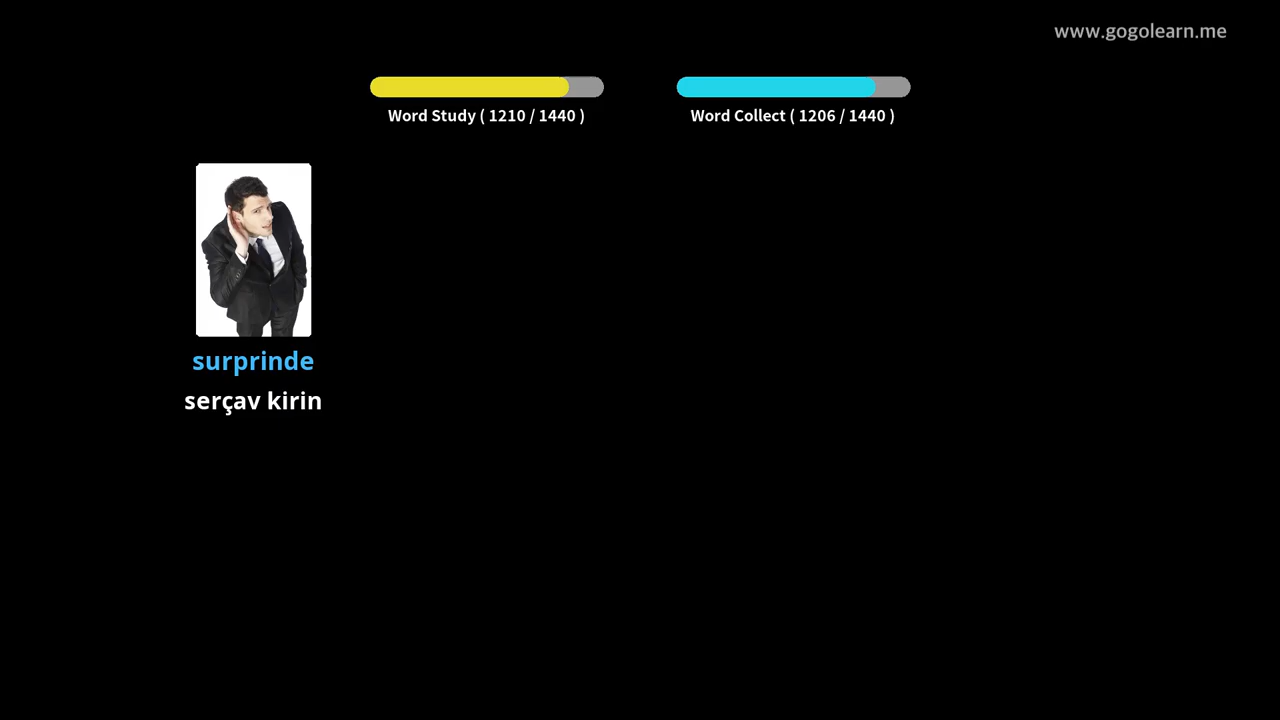 www.gogolearn.me
Word Study ( 1210 / 1440 )
Word Collect ( 1206 / 1440 )
surprinde
serçav kirin